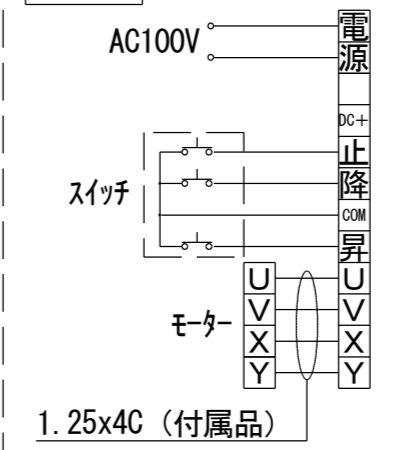 AC100V
電
源
DC+
止
降
COM
昇
スイッチ
U U
V V
X X
Y Y
モーター
1.25x4C (付属品)